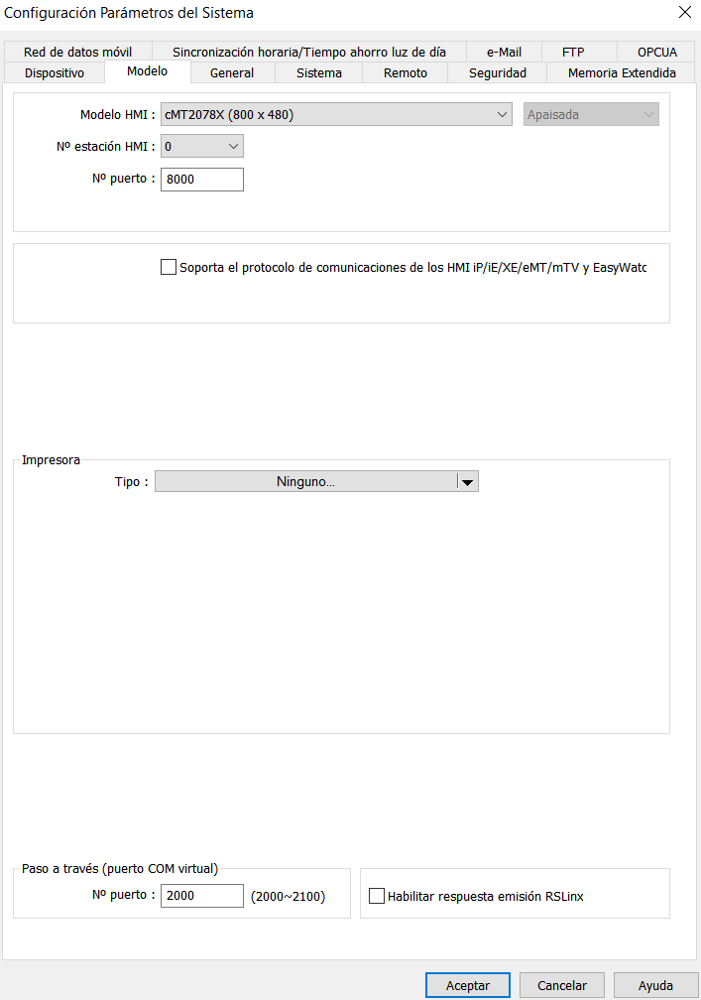 Configuración Parámetros del Sistema
Red de datos móvil Sincronización horaria/Tiempo ahorro luz de día e-Mail FTP OPCUA
Dispositivo Modelo General Sistema Remoto Seguridad Memoria Extendida
Modelo HMI : cMT2078X (800 x 480) Apaisada
Nº estación HMI : 0
Nº puerto : 8000
Soporta el protocolo de comunicaciones de los HMI iP/iE/XE/eMT/mTV y EasyWatc
Impresora
Tipo : Ninguno...
Paso a través (puerto COM virtual)
Nº puerto : 2000 (2000~2100)
Habilitar respuesta emisión RSLinx
Aceptar Cancelar Ayuda